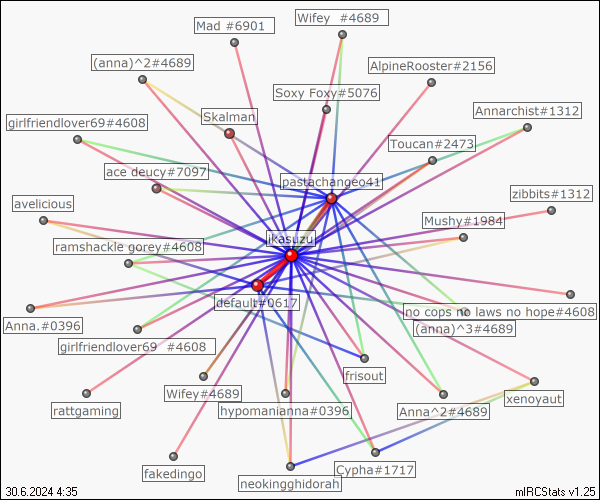 Wifey  #4689
Mad #6901
(anna)^2#4689
AlpineRooster#2156
Soxy Foxy#5076
Annarchist#1312
Skalman
girlfriendlover69#4608
Toucan#2473
ace deucy#7097
pastachangeo41
zibbits#1312
avelicious
Mushy#1984
ikasuzu
ramshackle gorey#4608
default#0617
no cops no laws no hope#4608
Anna.#0396
(anna)^3#4689
girlfriendlover69  #4608
frisout
Wifey#4689
xenoyaut
rattgaming
hypomanianna#0396
Anna^2#4689
fakedingo
Cypha#1717
neokingghidorah
30.6.2024 4:35
mIRCStats v1.25